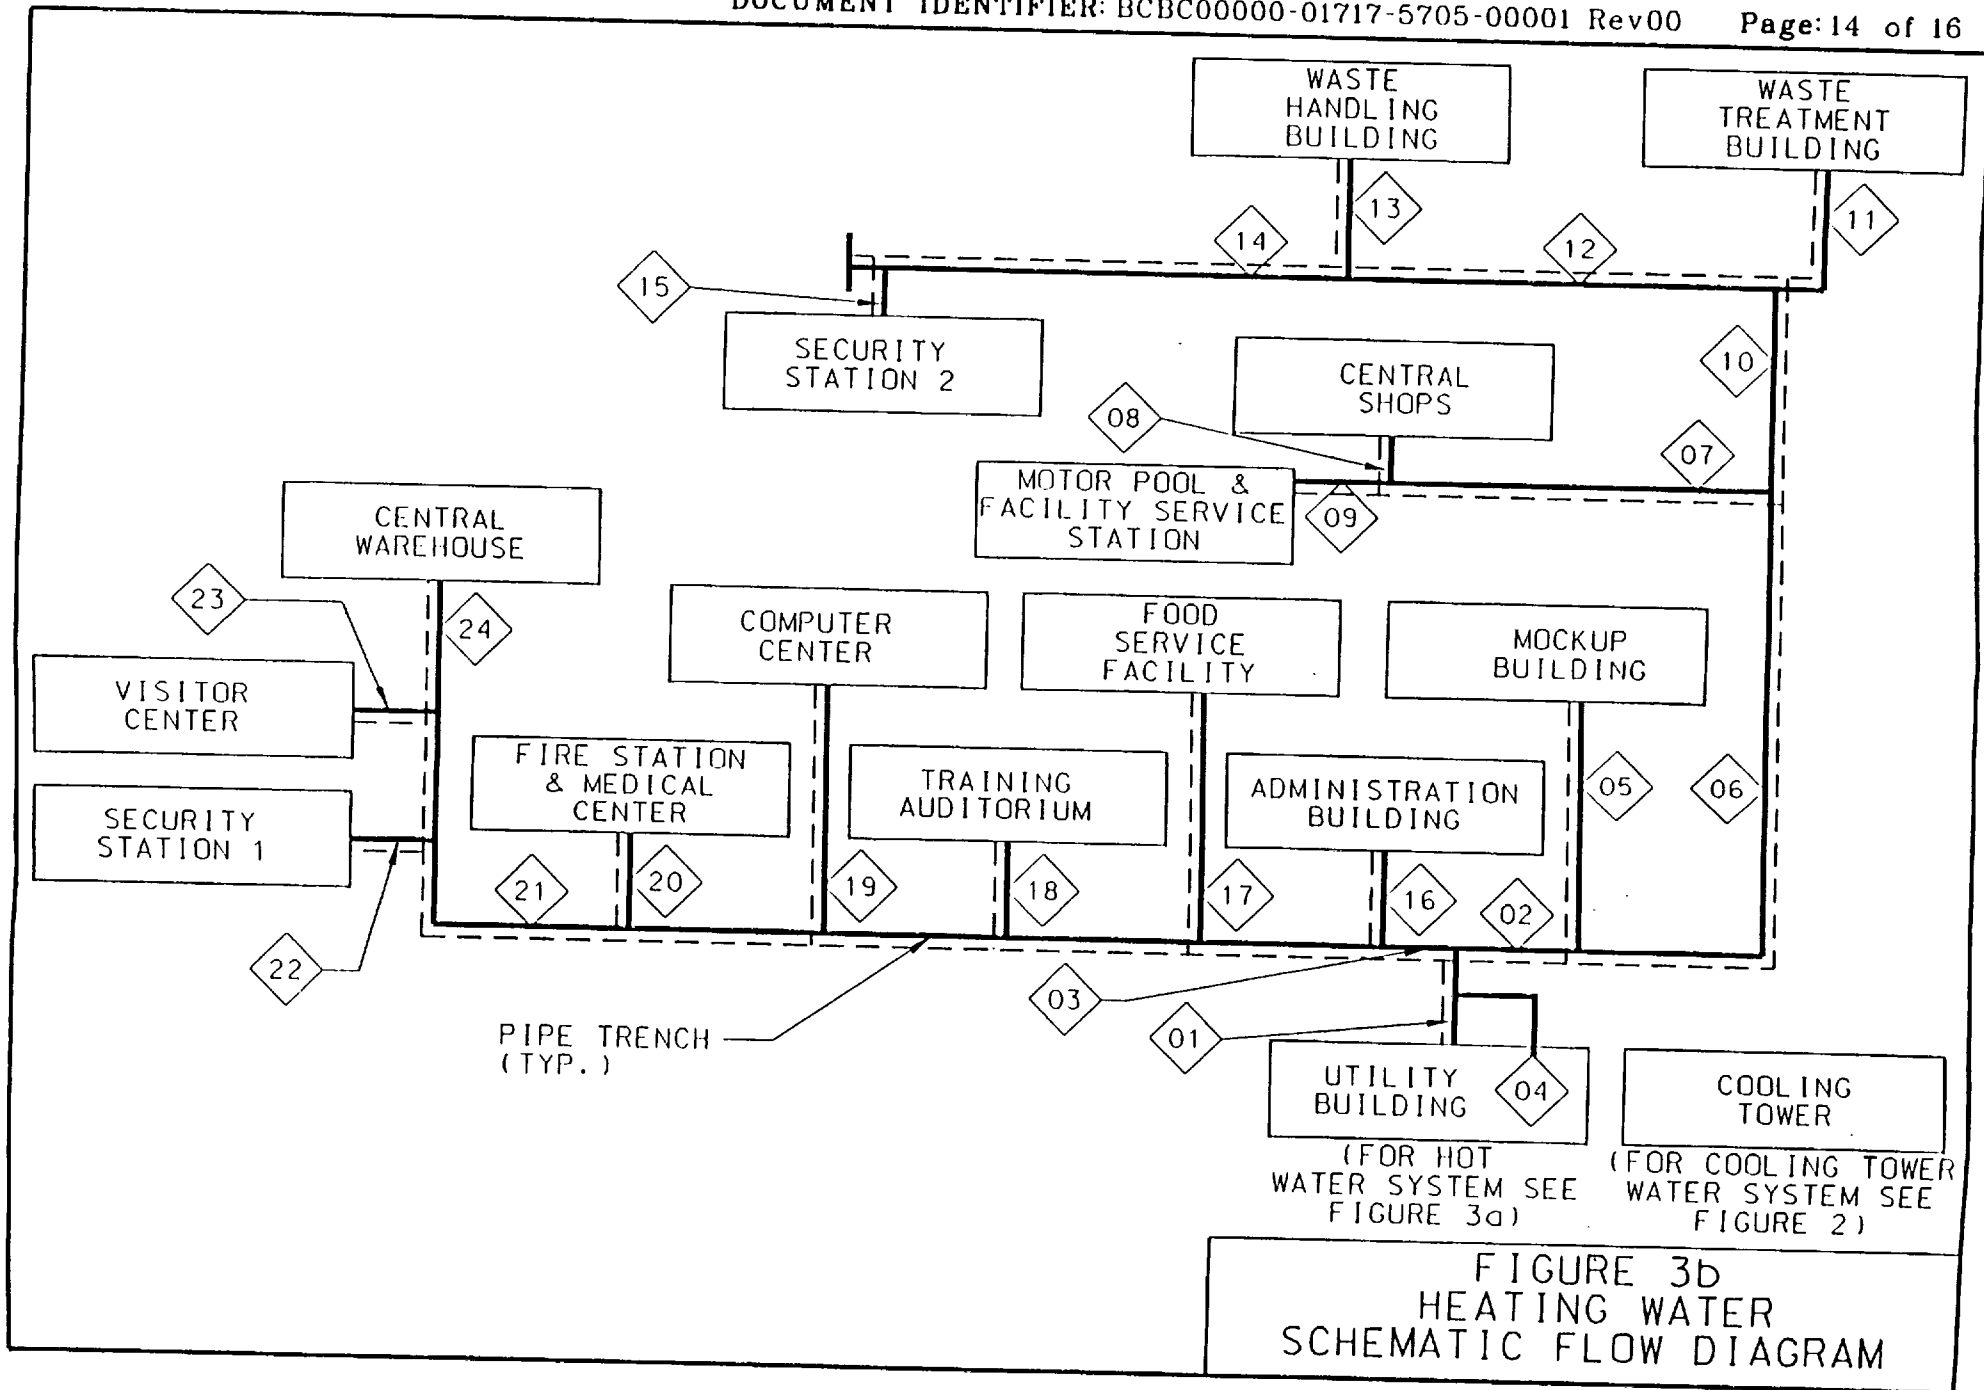 DOCUMENT IDENTIFIER: BCBC00000-01717-5705-00001 Rev00 Page: 14 of 16
WASTE
HANDLING
BUILDING
WASTE
TREATMENT
BUILDING
13
11
14
12
15
SECURITY
STATION 2
CENTRAL
SHOPS
10
08
07
MOTOR POOL &
FACILITY SERVICE
STATION
09
CENTRAL
WAREHOUSE
23
24
COMPUTER
CENTER
FOOD
SERVICE
FACILITY
MOCKUP
BUILDING
VISITOR
CENTER
FIRE STATION
& MEDICAL
CENTER
TRAINING
AUDITORIUM
ADMINISTRATION
BUILDING
05
06
SECURITY
STATION 1
21
20
19
18
17
16
02
22
03
01
PIPE TRENCH
(TYP.)
UTILITY
BUILDING
04
COOLING
TOWER
(FOR HOT
WATER SYSTEM SEE
FIGURE 3a)
(FOR COOLING TOWER
WATER SYSTEM SEE
FIGURE 2)
FIGURE 3b
HEATING WATER
SCHEMATIC FLOW DIAGRAM